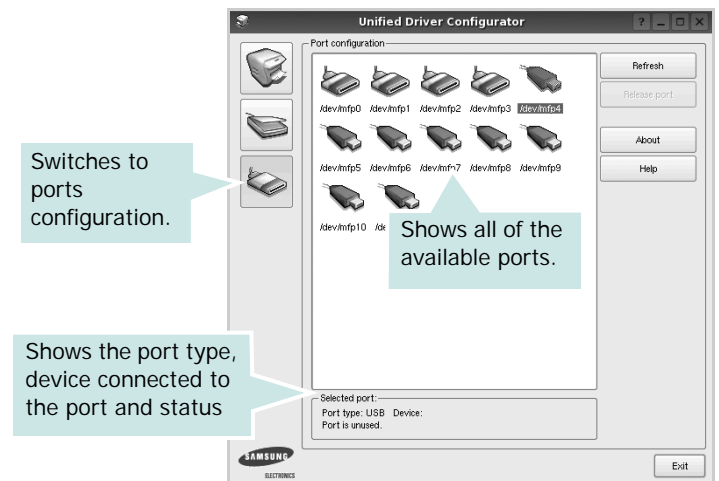 Unified Driver Configurator
Port configuration
/dev/mfp0 /dev/mfp1 /dev/mfp2 /dev/mfp3 /dev/mfp4
/dev/mfp5 /dev/mfp6 /dev/mfp7 /dev/mfp8 /dev/mfp9
/dev/mfp10 /de
Refresh
Release port
About
Help
Switches to
ports
configuration.
Shows all of the
available ports.
Shows the port type,
device connected to
the port and status
Selected port:
Port type: USB Device:
Port is unused.
SAMSUNG
ELECTRONICS
Exit